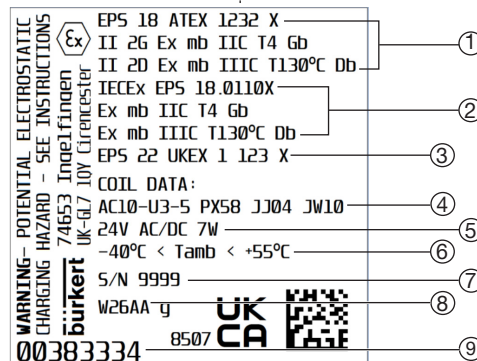 WARNING– POTENTIAL ELECTROSTATIC
CHARGING HAZARD – SEE INSTRUCTIONS
bürkert
74653 Ingelfingen
UK-GL7 1QY Cirencester
Ex
EPS 18 ATEX 1232 X
II 2G Ex mb IIC T4 Gb
II 2D Ex mb IIIC T130°C Db
IECEx EPS 18.0110X
Ex mb IIC T4 Gb
Ex mb IIIC T130°C Db
EPS 22 UKEX 1 123 X
COIL DATA:
AC10-U3-5 PX58 JJ04 JW10
24V AC/DC 7W
-40°C < Tamb < +55°C
S/N 9999
W26AA y
8507
UK
CA
00383334
1
2
3
4
5
6
7
8
9